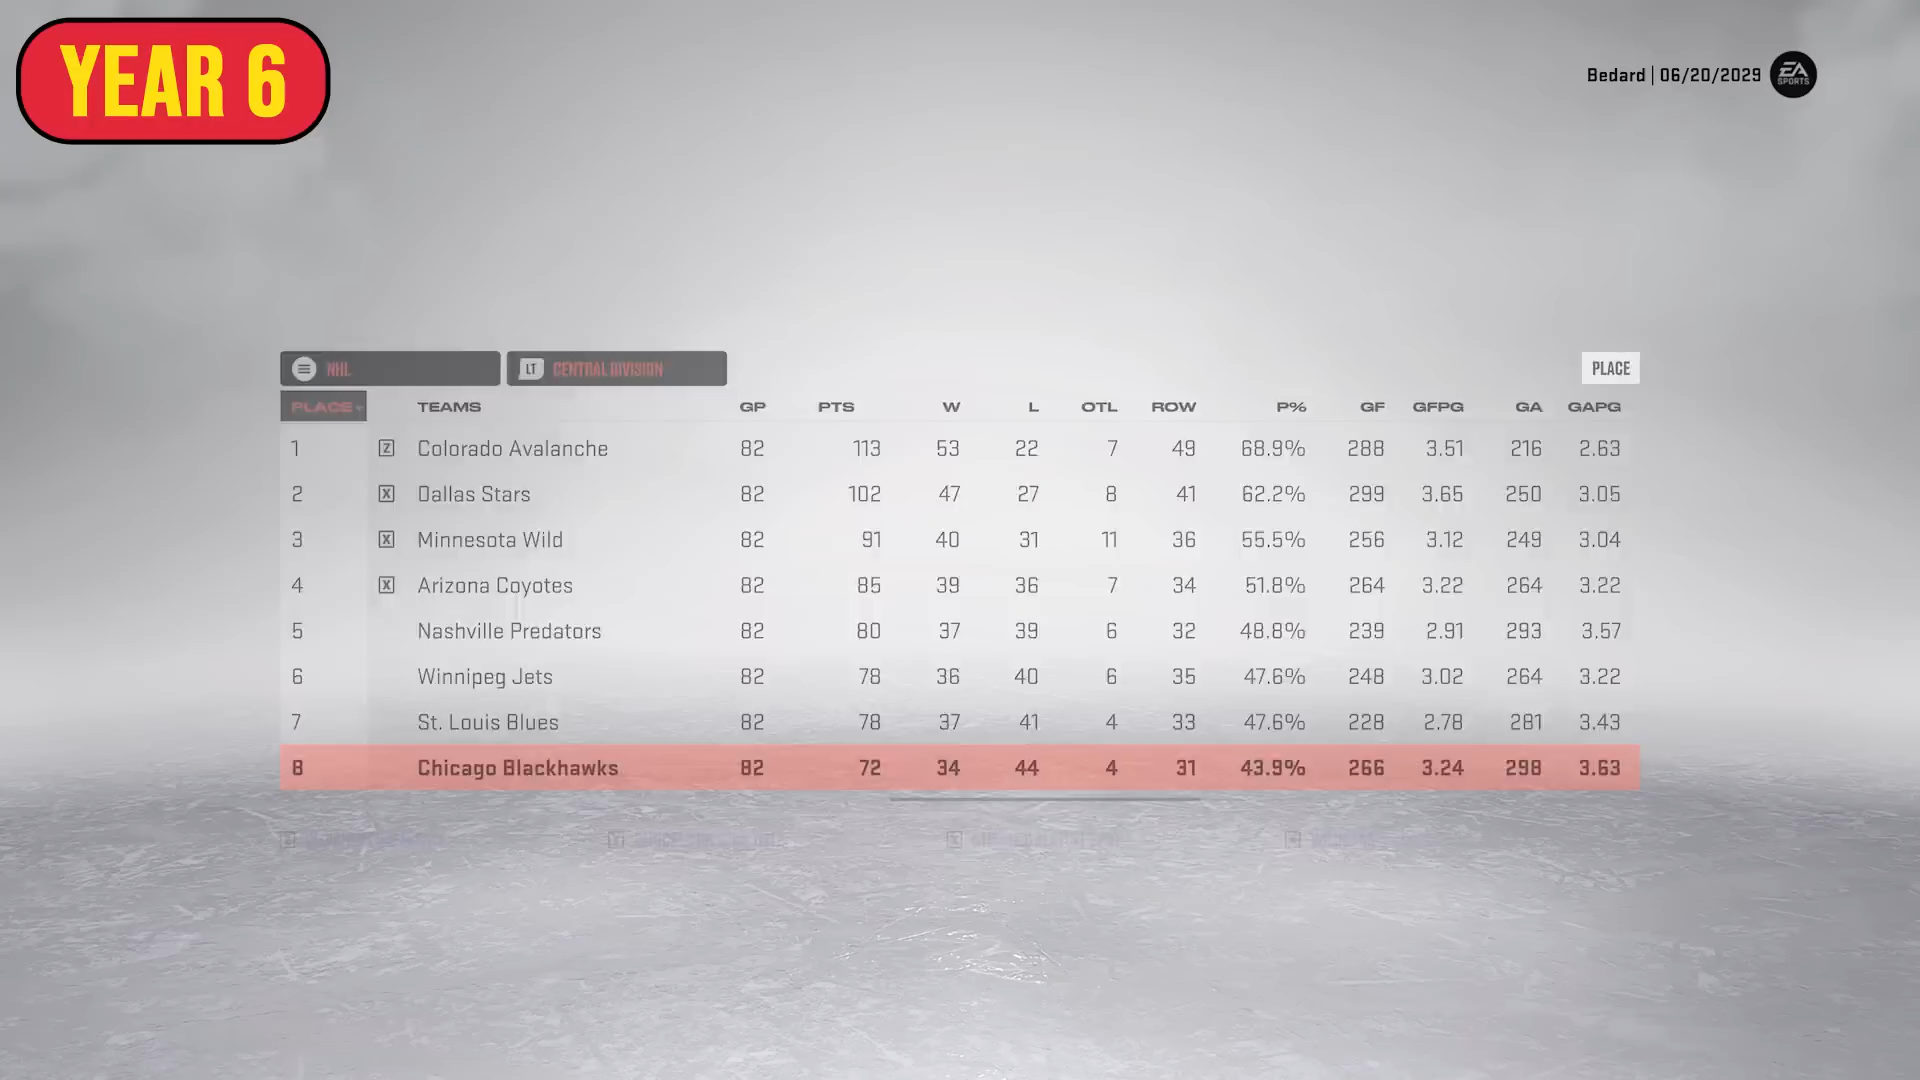 YEAR 6
Bedard | 06/20/2029 EA SPORTS
NHL LT CENTRAL DIVISION PLACE
PLACE TEAMS GP PTS W L OTL ROW P% GF GFPG GA GAPG
1 Z Colorado Avalanche 82 113 53 22 7 49 68.9% 288 3.51 216 2.63
2 X Dallas Stars 82 102 47 27 8 41 62.2% 299 3.65 250 3.05
3 X Minnesota Wild 82 91 40 31 11 36 55.5% 256 3.12 249 3.04
4 X Arizona Coyotes 82 85 39 36 7 34 51.8% 264 3.22 264 3.22
5 Nashville Predators 82 80 37 39 6 32 48.8% 239 2.91 293 3.57
6 Winnipeg Jets 82 78 36 40 6 35 47.6% 248 3.02 264 3.22
7 St. Louis Blues 82 78 37 41 4 33 47.6% 228 2.78 281 3.43
8 Chicago Blackhawks 82 72 34 44 4 31 43.9% 266 3.24 298 3.63